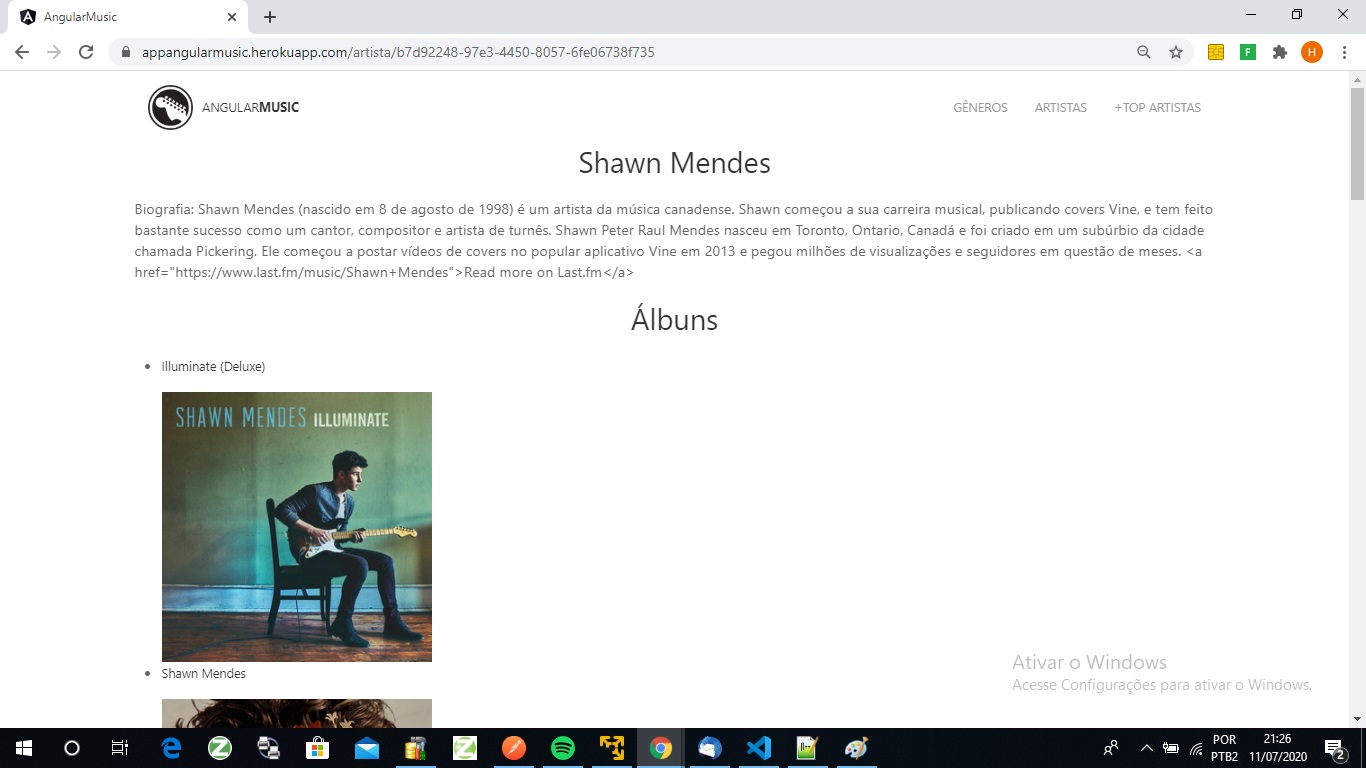 AngularMusic
appangularmusic.herokuapp.com/artista/b7d92248-97e3-4450-8057-6fe06738f735
F
H
ANGULARMUSIC
GÊNEROS
ARTISTAS
+TOP ARTISTAS
Shawn Mendes
Biografia: Shawn Mendes (nascido em 8 de agosto de 1998) é um artista da música canadense. Shawn começou a sua carreira musical, publicando covers Vine, e tem feito
bastante sucesso como um cantor, compositor e artista de turnês. Shawn Peter Raul Mendes nasceu em Toronto, Ontario, Canadá e foi criado em um subúrbio da cidade
chamada Pickering. Ele começou a postar vídeos de covers no popular aplicativo Vine em 2013 e pegou milhões de visualizações e seguidores em questão de meses. <a
href="https://www.last.fm/music/Shawn+Mendes">Read more on Last.fm</a>
Álbuns
Illuminate (Deluxe)
SHAWN MENDES ILLUMINATE
Shawn Mendes
Ativar o Windows
Acesse Configurações para ativar o Windows.
POR
PTB2
21:26
11/07/2020
2